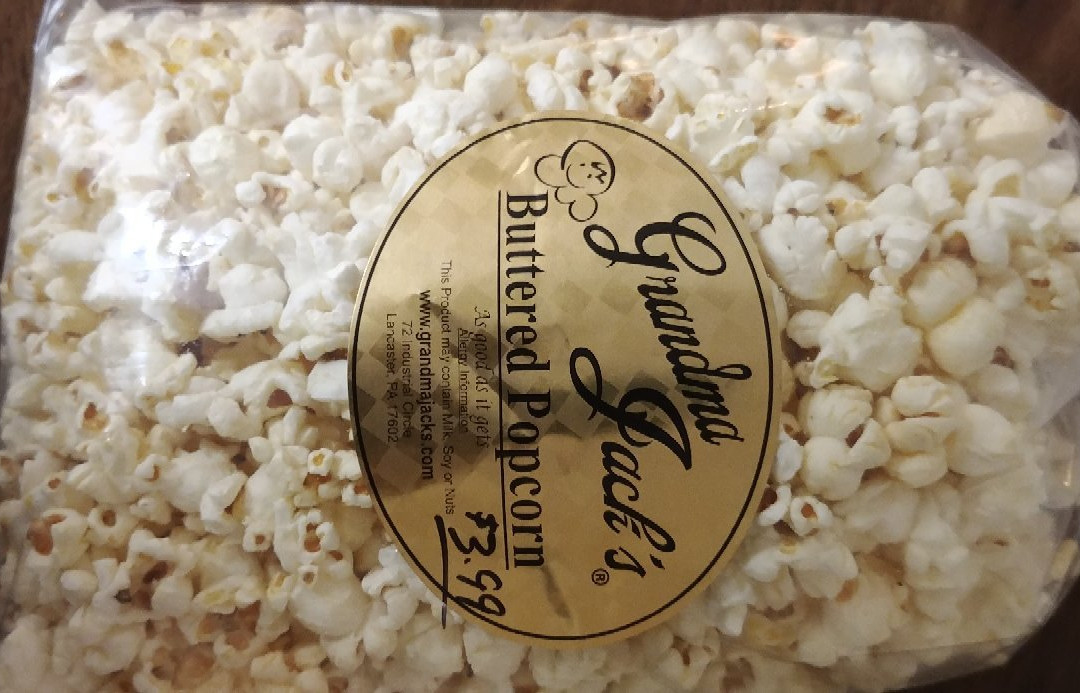 Grandma
Jack's®
Buttered Popcorn
As good as it gets
Allergy Information
This Product may contain Milk, Soy or Nuts
www.grandmajacks.com
72 Industrial Circle
Lancaster, PA 17602
$3.99